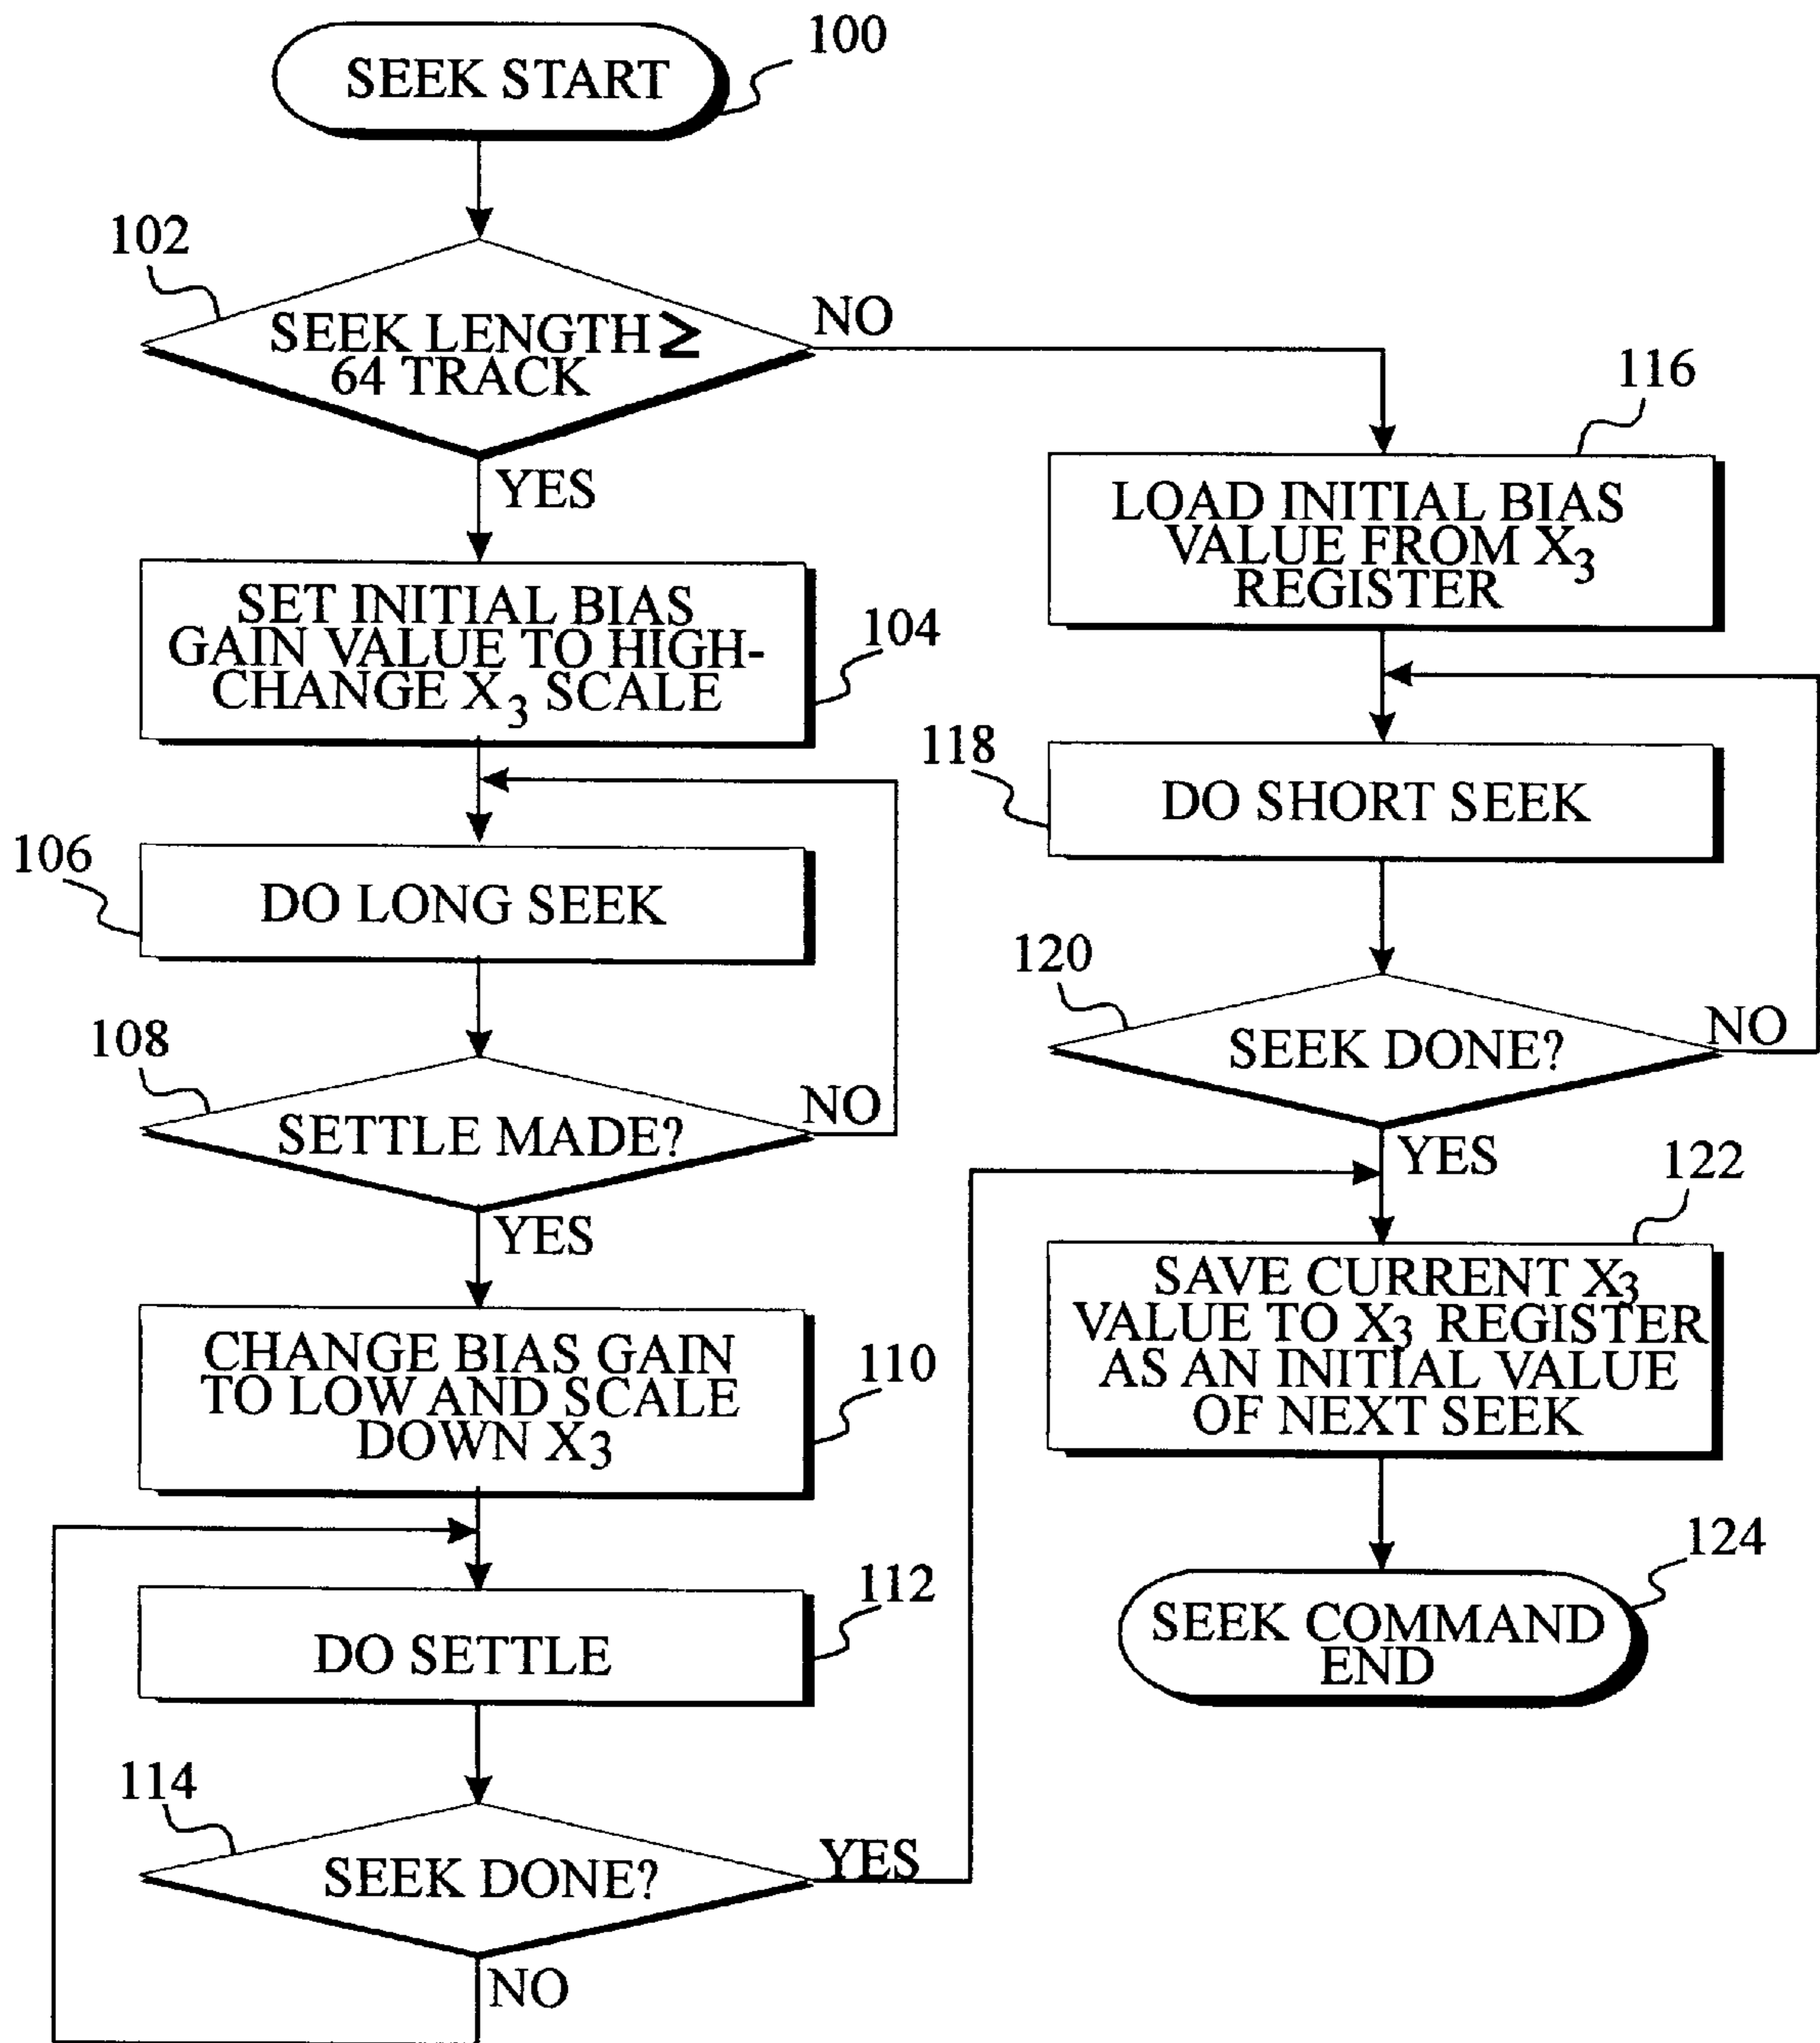 SEEK START
100
102
SEEK LENGTH ≥
64 TRACK
NO
YES
SET INITIAL BIAS
GAIN VALUE TO HIGH-
CHANGE X3 SCALE
104
106
DO LONG SEEK
108
SETTLE MADE?
NO
YES
CHANGE BIAS GAIN
TO LOW AND SCALE
DOWN X3
110
112
DO SETTLE
114
SEEK DONE?
YES
NO
116
LOAD INITIAL BIAS
VALUE FROM X3
REGISTER
118
DO SHORT SEEK
120
SEEK DONE?
NO
YES
122
SAVE CURRENT X3
VALUE TO X3 REGISTER
AS AN INITIAL VALUE
OF NEXT SEEK
124
SEEK COMMAND
END